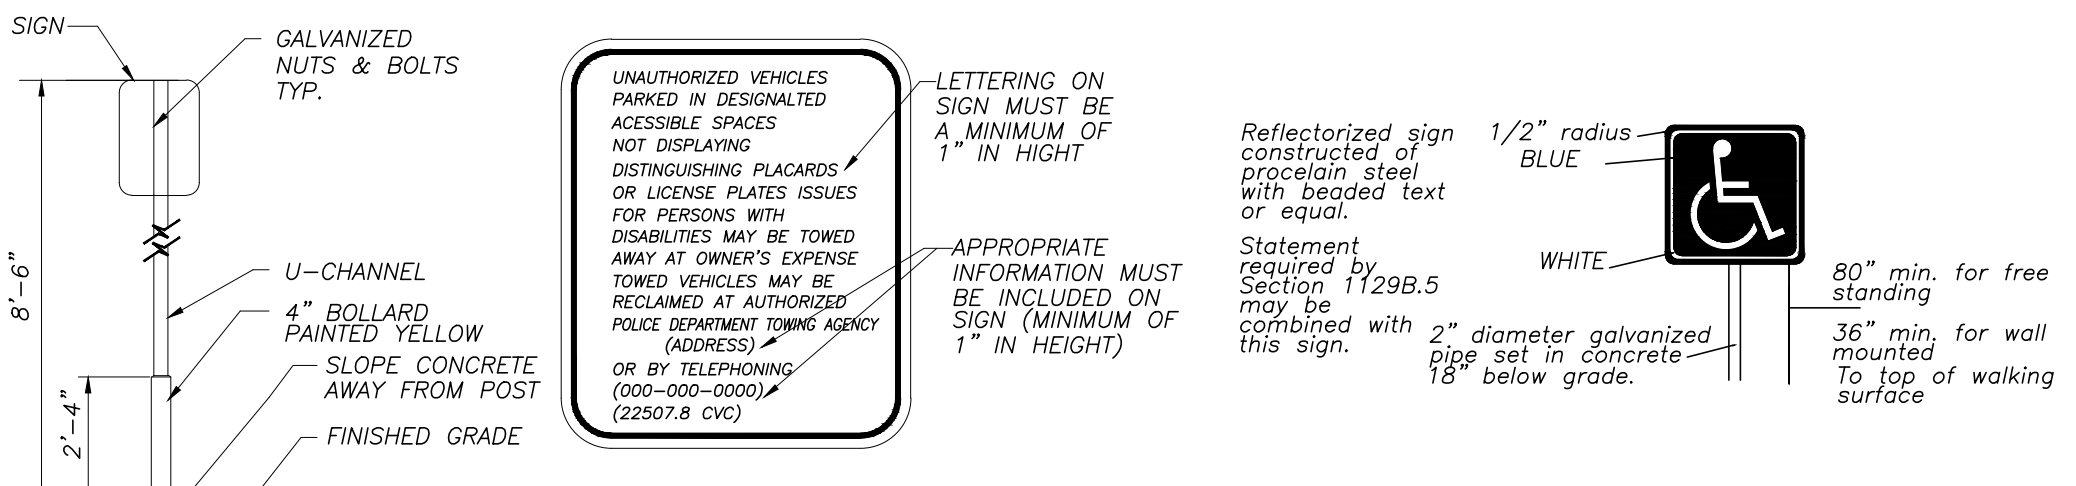 SIGN
GALVANIZED
NUTS & BOLTS
TYP.
8'-6"
U-CHANNEL
4" BOLLARD
PAINTED YELLOW
SLOPE CONCRETE
AWAY FROM POST
2'-4"
FINISHED GRADE
UNAUTHORIZED VEHICLES
PARKED IN DESIGNALTED
ACESSIBLE SPACES
NOT DISPLAYING
DISTINGUISHING PLACARDS
OR LICENSE PLATES ISSUES
FOR PERSONS WITH
DISABILITIES MAY BE TOWED
AWAY AT OWNER'S EXPENSE
TOWED VEHICLES MAY BE
RECLAIMED AT AUTHORIZED
POLICE DEPARTMENT TOWING AGENCY
(ADDRESS)
OR BY TELEPHONING
(000-000-0000)
(22507.8 CVC)
LETTERING ON
SIGN MUST BE
A MINIMUM OF
1" IN HIGHT
APPROPRIATE
INFORMATION MUST
BE INCLUDED ON
SIGN (MINIMUM OF
1" IN HEIGHT)
Reflectorized sign
constructed of
procelain steel
with beaded text
or equal.
Statement
required by
Section 1129B.5
may be
combined with
this sign.
1/2" radius
BLUE
WHITE
2" diameter galvanized
pipe set in concrete
18" below grade.
80" min. for free
standing
36" min. for wall
mounted
To top of walking
surface